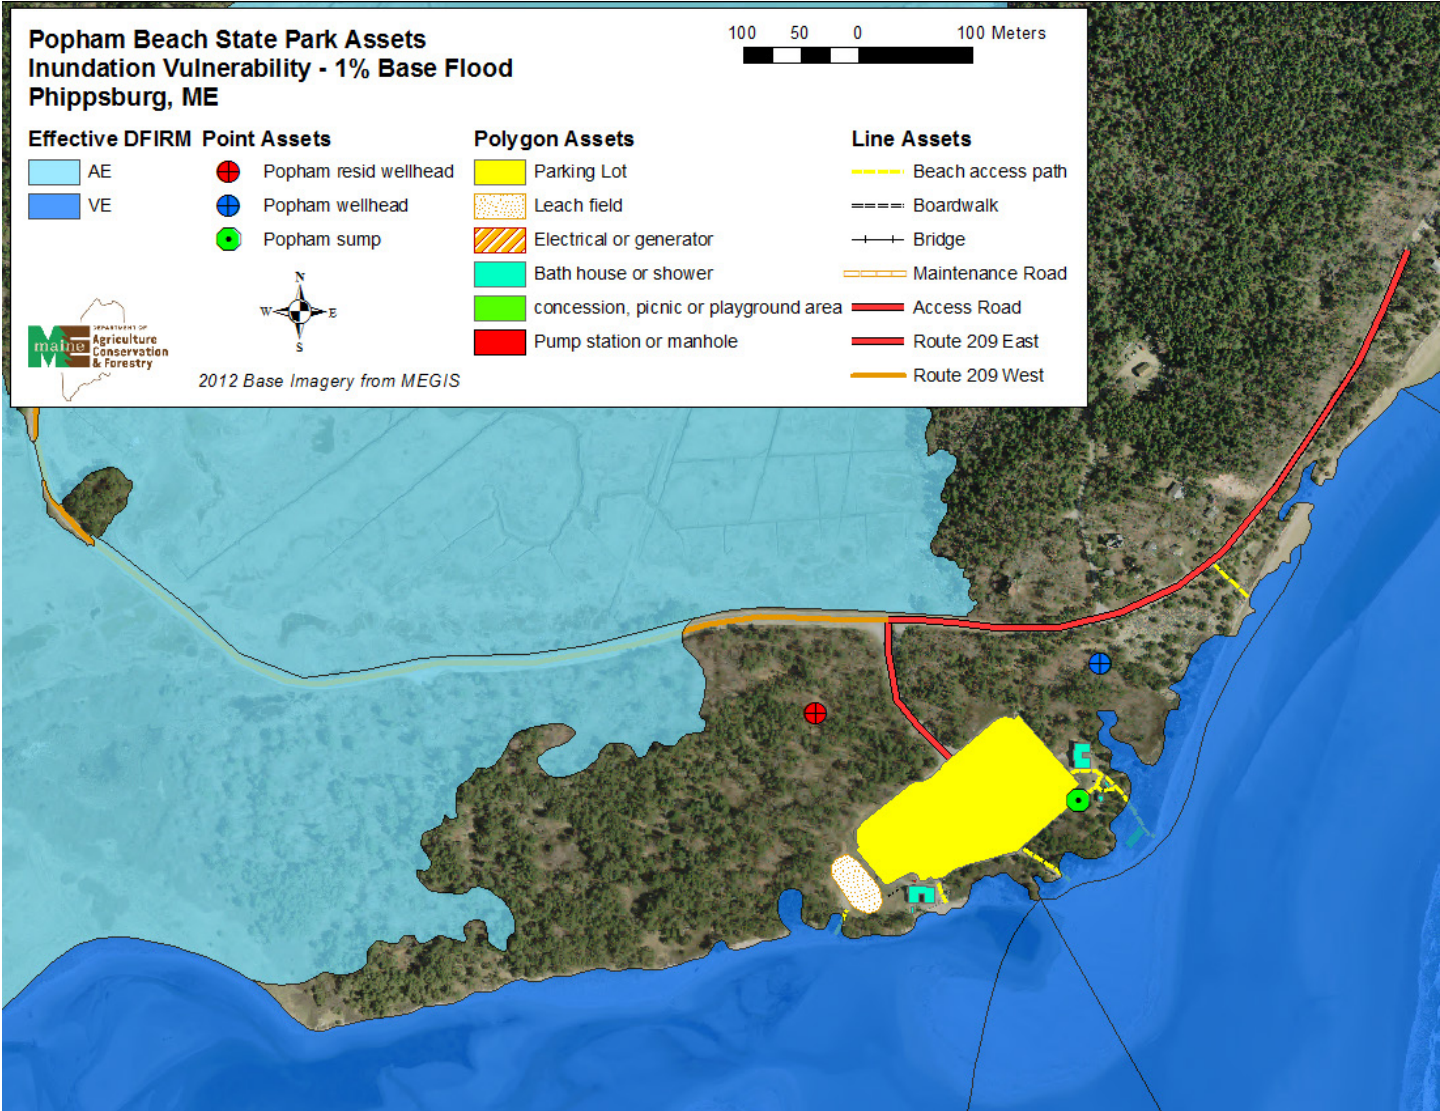 Popham Beach State Park Assets
Inundation Vulnerability - 1% Base Flood
Phippsburg, ME
100 50 0 100 Meters
Effective DFIRM
AE
VE
Point Assets
Popham resid wellhead
Popham wellhead
Popham sump
Polygon Assets
Parking Lot
Leach field
Electrical or generator
Bath house or shower
concession, picnic or playground area
Pump station or manhole
Line Assets
Beach access path
Boardwalk
Bridge
Maintenance Road
Access Road
Route 209 East
Route 209 West
N
W E
S
maine
DEPARTMENT OF
Agriculture
Conservation
& Forestry
2012 Base Imagery from MEGIS